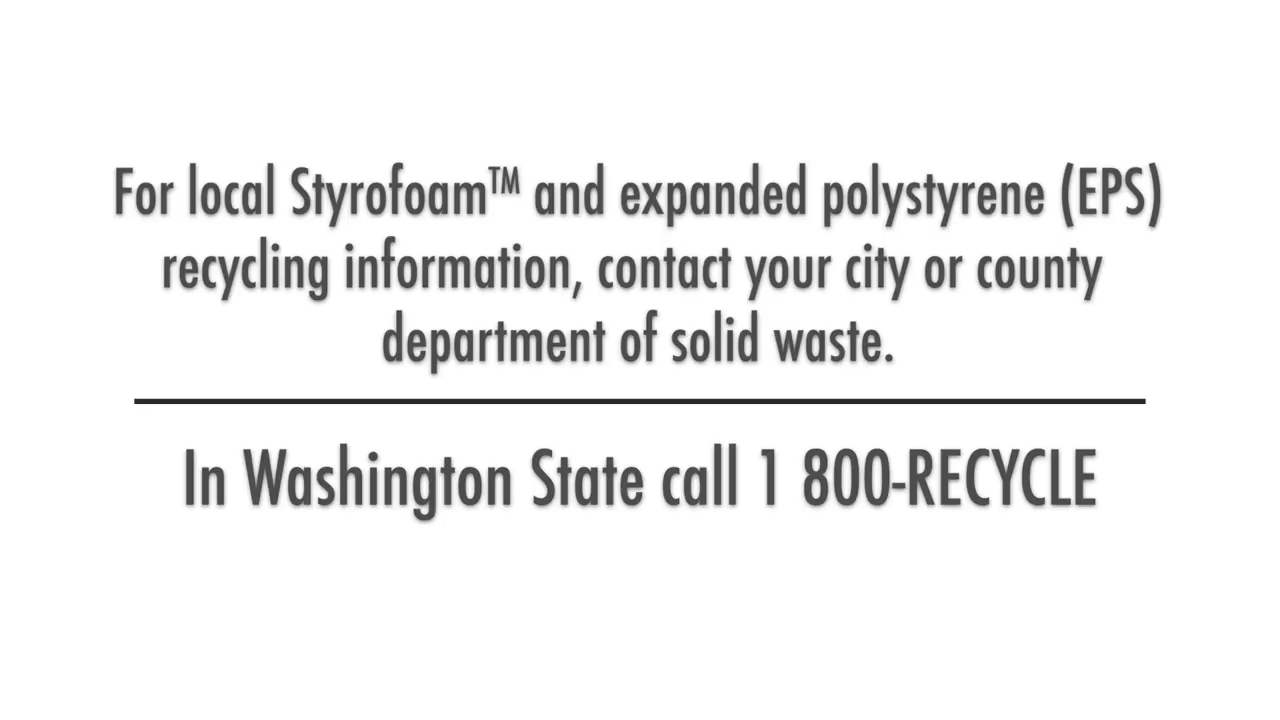 For local Styrofoam™ and expanded polystyrene (EPS)
recycling information, contact your city or county
department of solid waste.
In Washington State call 1 800-RECYCLE